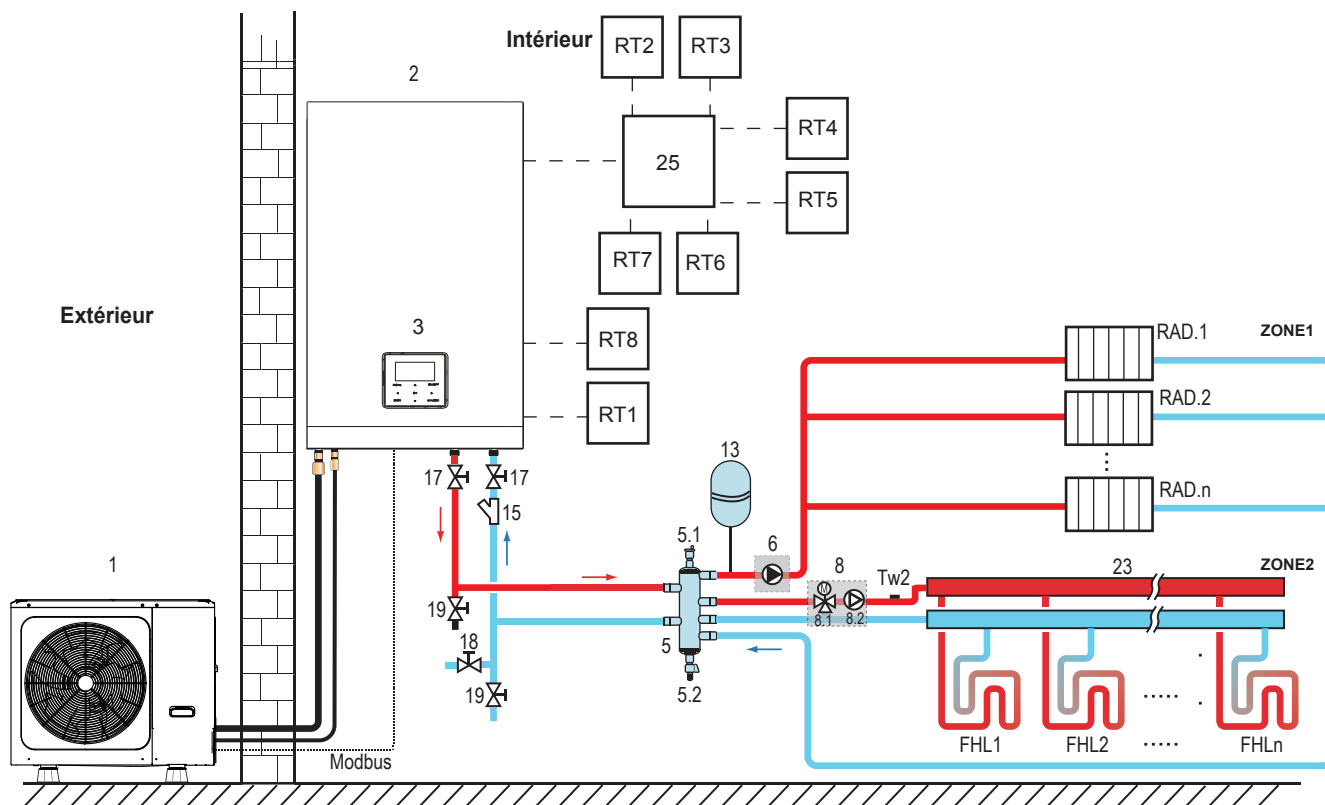 Intérieur
RT2
RT3
2
RT4
25
RT5
RT7
RT6
Extérieur
3
RT8
RT1
RAD.1
ZONE1
RAD.2
RAD.n
17
17
13
15
5.1
6
8
M
Tw2
23
ZONE2
8.1
8.2
1
19
18
5
19
5.2
FHL1
FHL2
FHLn
Modbus